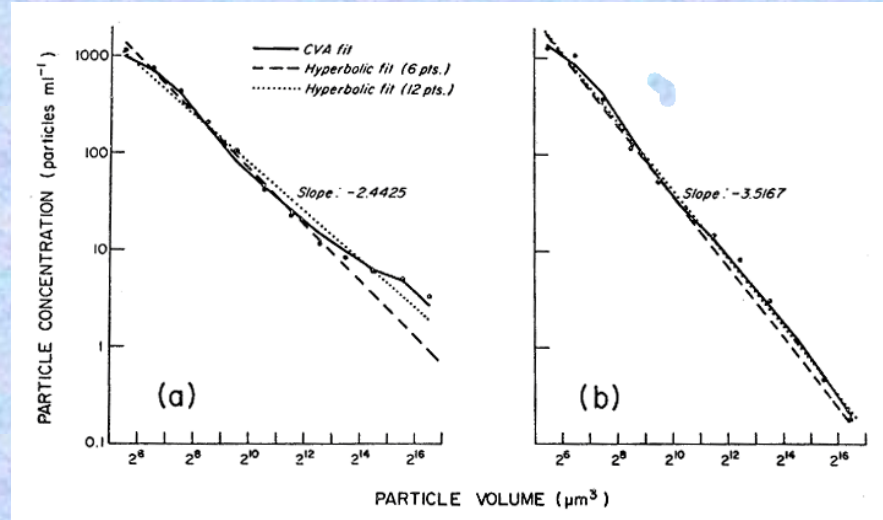 1000
100
10
1
0.1
PARTICLE CONCENTRATION (particles ml⁻¹)
CVA fit
Hyperbolic fit (6 pts.)
Hyperbolic fit (12 pts.)
Slope: -2.4425
(a)
2⁶ 2⁸ 2¹⁰ 2¹² 2¹⁴ 2¹⁶
Slope: -3.5167
(b)
2⁶ 2⁸ 2¹⁰ 2¹² 2¹⁴ 2¹⁶
PARTICLE VOLUME (μm³)